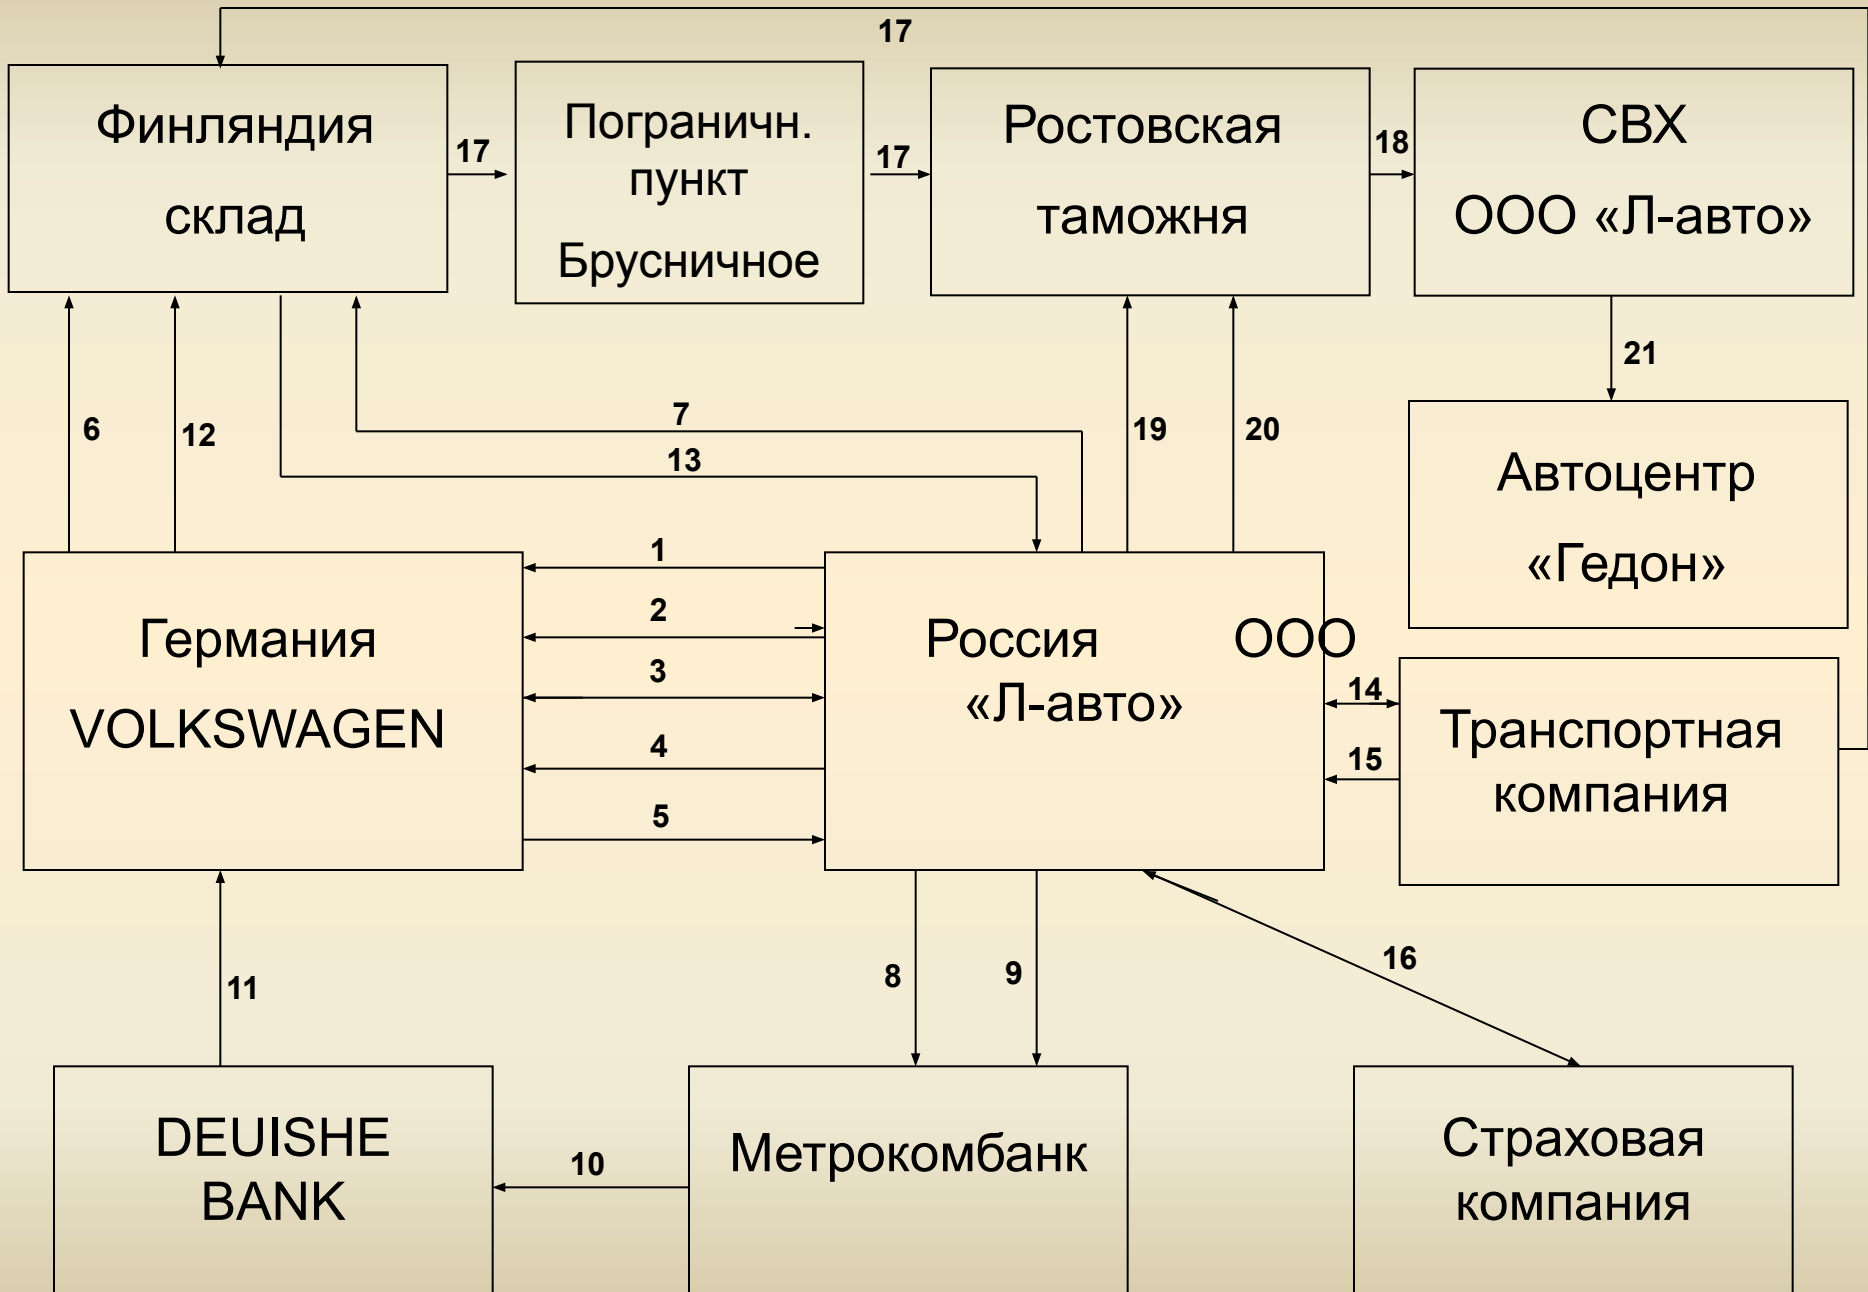 17
Финляндия
склад
17
Пограничн.
пункт
Брусничное
17
Ростовская
таможня
18
СВХ
ООО «Л-авто»
6
12
7
13
19
20
21
Автоцентр
«Гедон»
Германия
VOLKSWAGEN
1
2
3
4
5
Россия ООО
«Л-авто»
14
15
Транспортная
компания
11
8
9
16
DEUISHE
BANK
10
Метрокомбанк
Страховая
компания